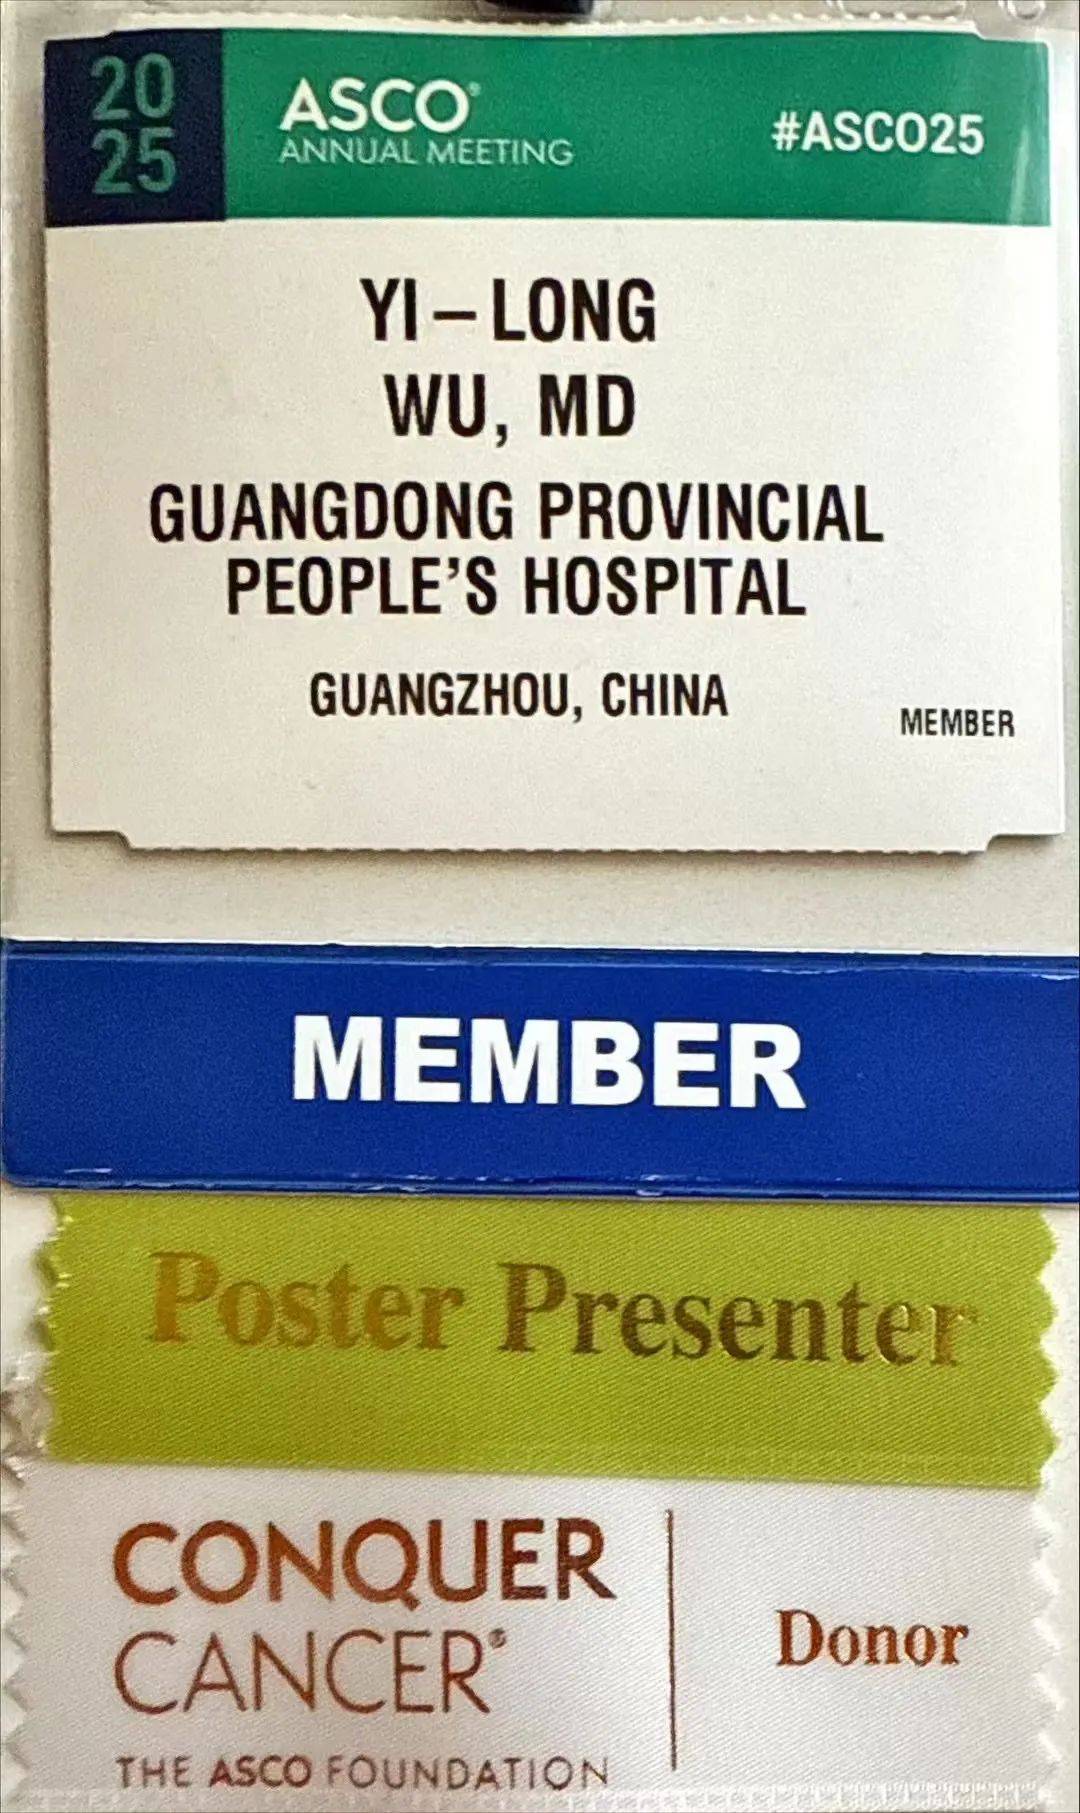 20
25
ASCO®
ANNUAL MEETING
#ASCO25
YI – LONG
WU, MD
GUANGDONG PROVINCIAL
PEOPLE'S HOSPITAL
GUANGZHOU, CHINA
MEMBER
MEMBER
Poster Presenter
CONQUER
CANCER®
THE ASCO FOUNDATION
Donor